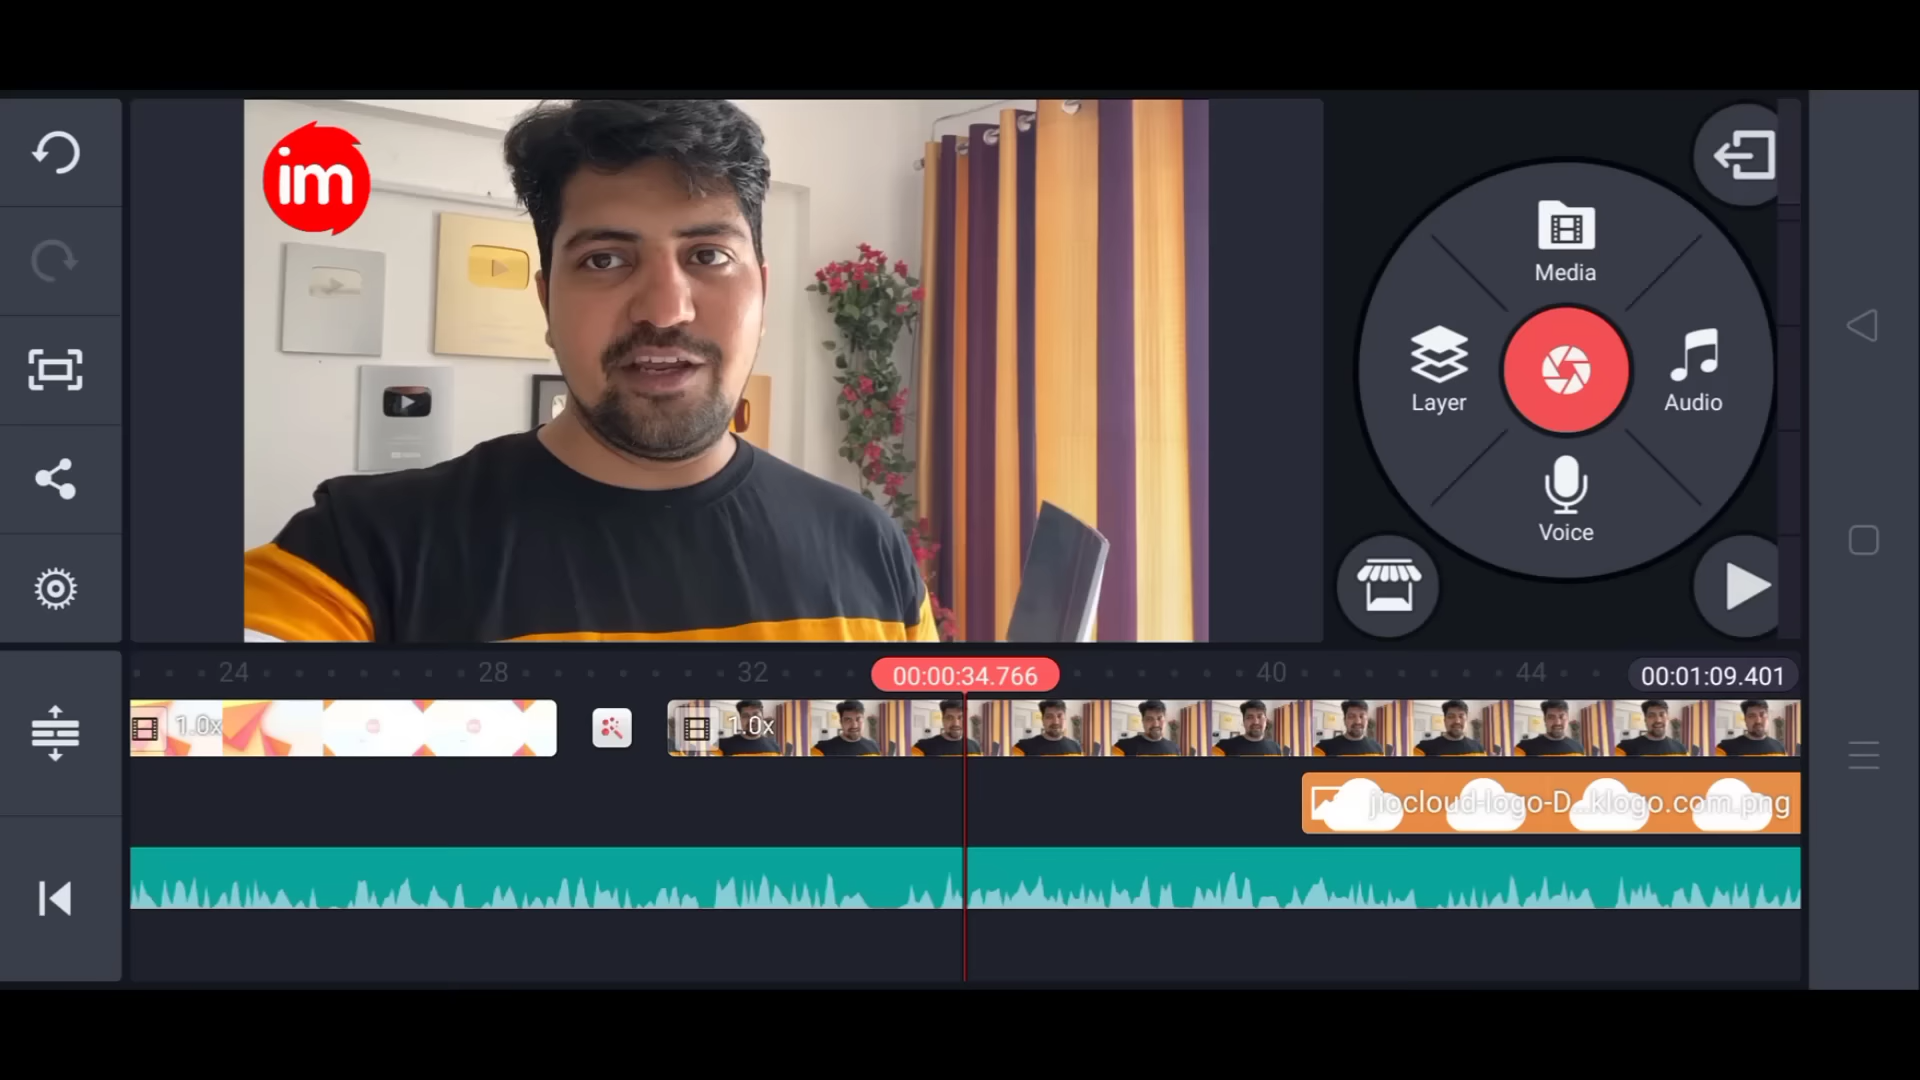 im
Media
Layer
Audio
Voice
24
28
32
00:00:34.766
40
44
00:01:09.401
1.0x
1.0x
jiocloud-logo-D...klogo.com.png